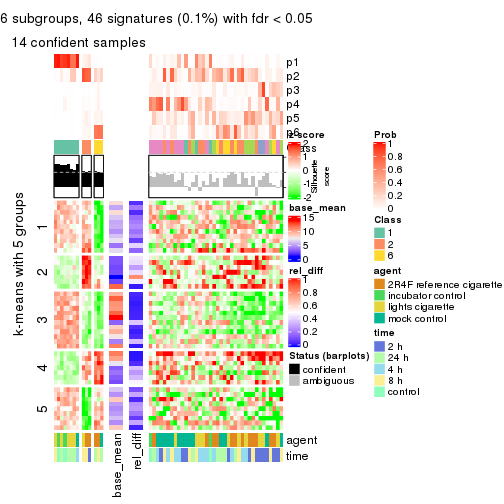 6 subgroups, 46 signatures (0.1%) with fdr < 0.05
14 confident samples
p1
p2
p3
p4
p5
p6
Class
Silhouette
score
k-means with 5 groups
1
2
3
4
5
base_mean
rel_diff
agent
time
z-score
2
1
0
-1
-2
base_mean
15
10
5
0
rel_diff
1
0.8
0.6
0.4
0.2
0
Status (barplots)
confident
ambiguous
Prob
1
0.8
0.6
0.4
0.2
0
Class
1
2
6
agent
2R4F reference cigarette
incubator control
lights cigarette
mock control
time
2 h
24 h
4 h
8 h
control